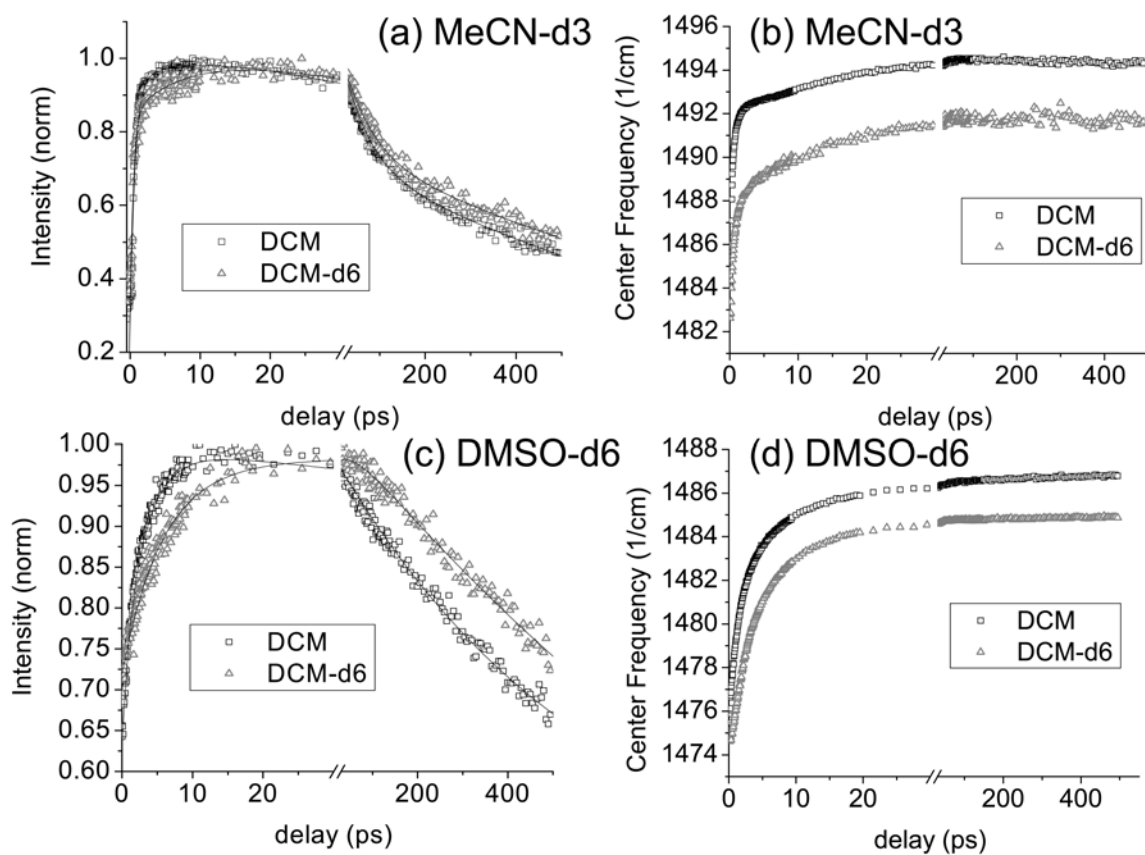 (a) MeCN-d3
Intensity (norm)
1.0
0.8
0.6
0.4
0.2
DCM
DCM-d6
0 10 20 200 400
delay (ps)
(b) MeCN-d3
Center Frequency (1/cm)
1496
1494
1492
1490
1488
1486
1484
1482
DCM
DCM-d6
0 10 20 200 400
delay (ps)
(c) DMSO-d6
Intensity (norm)
1.00
0.95
0.90
0.85
0.80
0.75
0.70
0.65
0.60
DCM
DCM-d6
0 10 20 200 400
delay (ps)
(d) DMSO-d6
Center Frequency (1/cm)
1488
1486
1484
1482
1480
1478
1476
1474
DCM
DCM-d6
0 10 20 200 400
delay (ps)